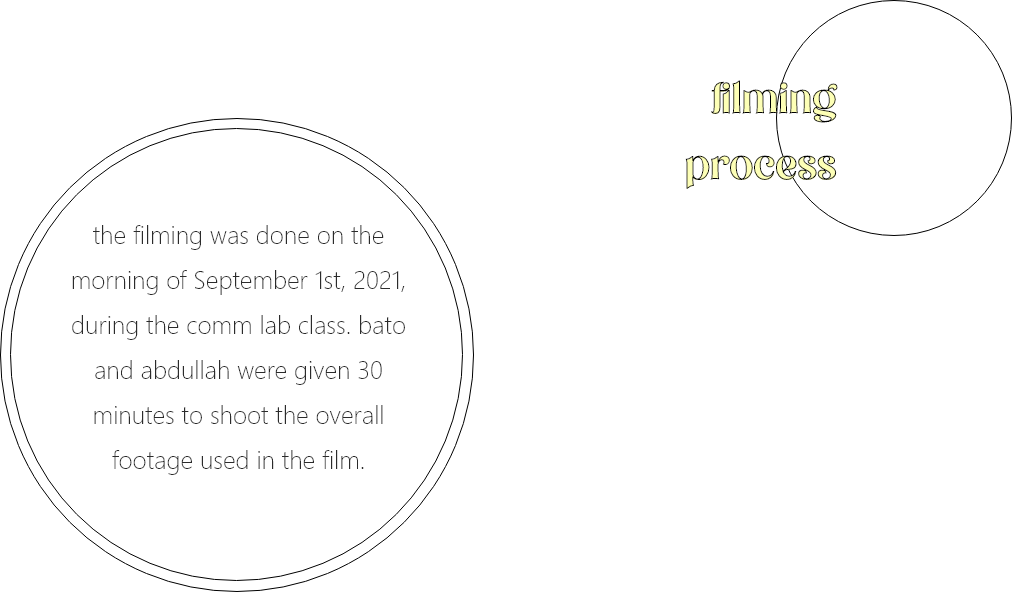 filming
process
the filming was done on the
morning of September 1st, 2021,
during the comm lab class. bato
and abdullah were given 30
minutes to shoot the overall
footage used in the film.